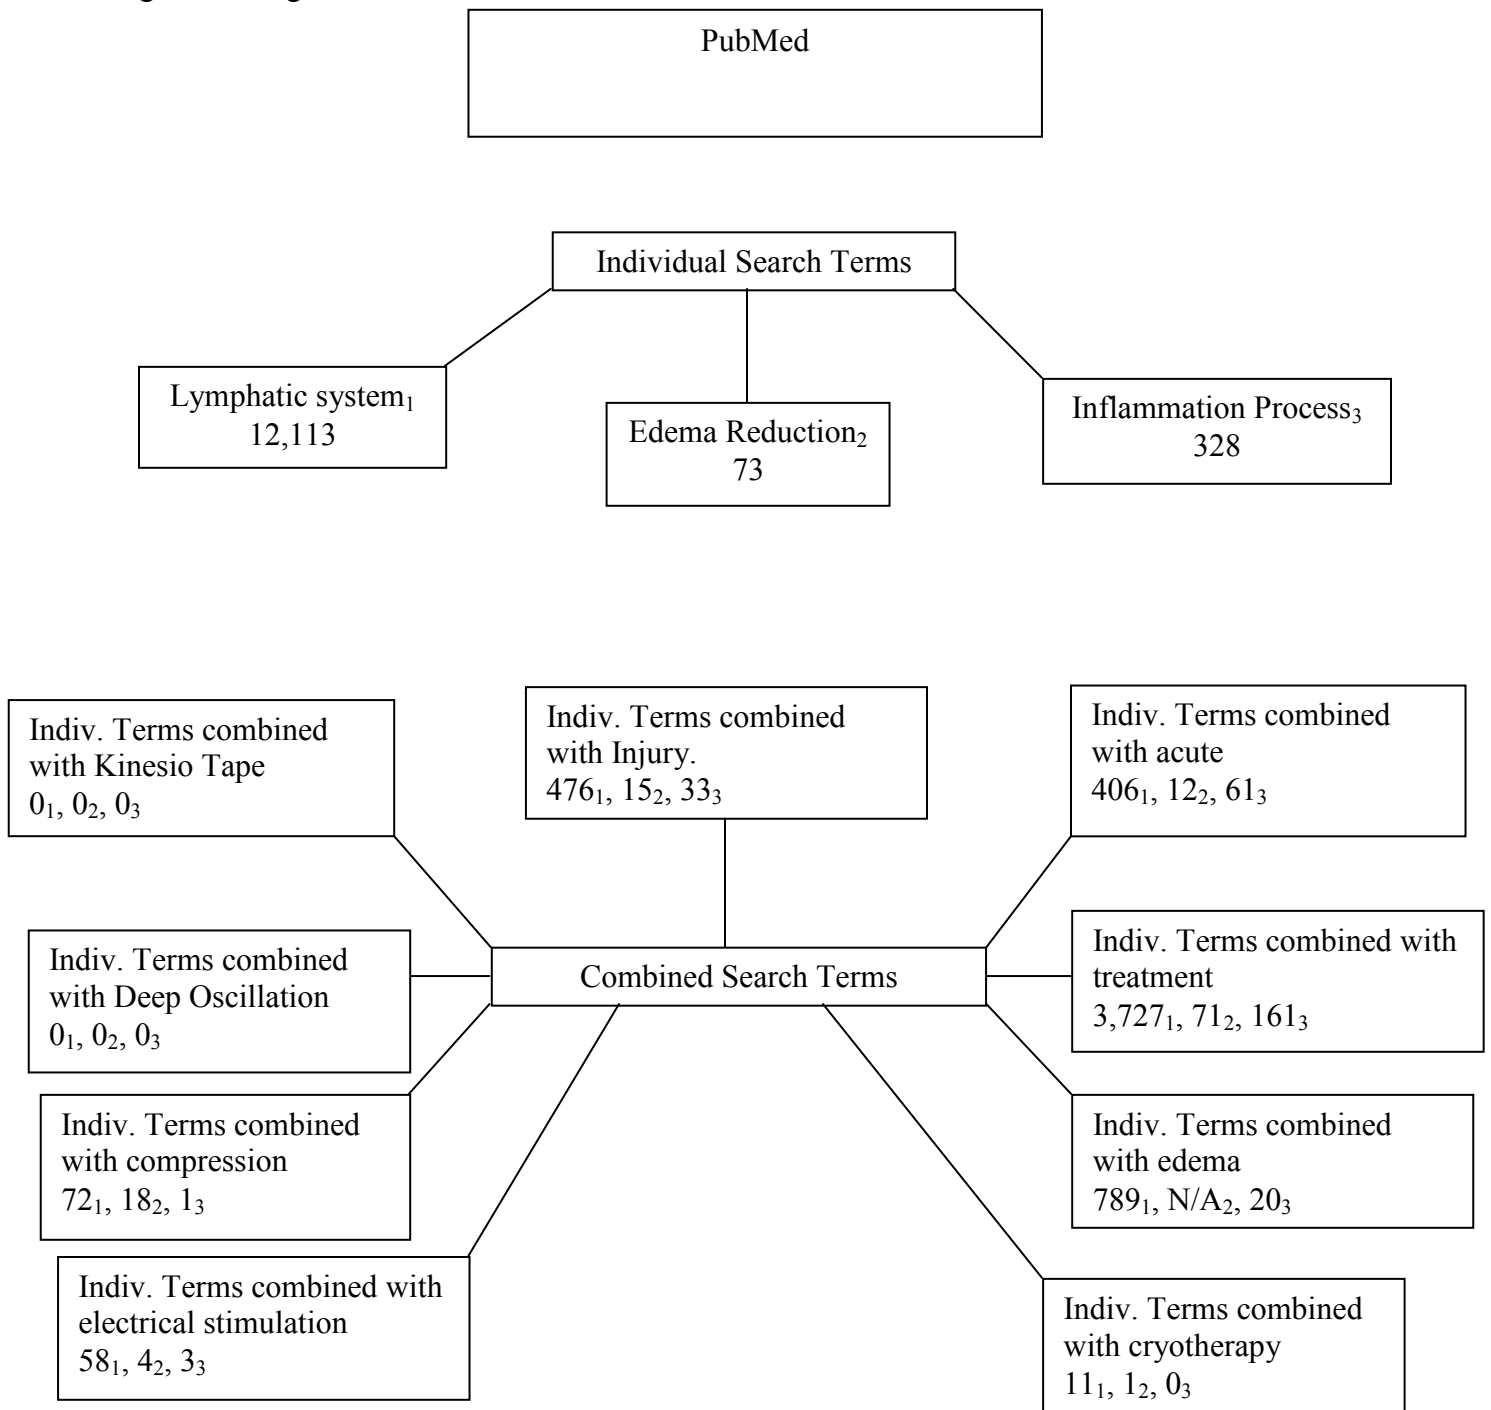 PubMed
Individual Search Terms
Lymphatic system₁
12,113
Edema Reduction₂
73
Inflammation Process₃
328
Indiv. Terms combined
with Kinesio Tape
0₁, 0₂, 0₃
Indiv. Terms combined
with Injury.
476₁, 15₂, 33₃
Indiv. Terms combined
with acute
406₁, 12₂, 61₃
Indiv. Terms combined
with Deep Oscillation
0₁, 0₂, 0₃
Combined Search Terms
Indiv. Terms combined with
treatment
3,727₁, 71₂, 161₃
Indiv. Terms combined
with compression
72₁, 18₂, 1₃
Indiv. Terms combined
with edema
789₁, N/A₂, 20₃
Indiv. Terms combined with
electrical stimulation
58₁, 4₂, 3₃
Indiv. Terms combined
with cryotherapy
11₁, 1₂, 0₃